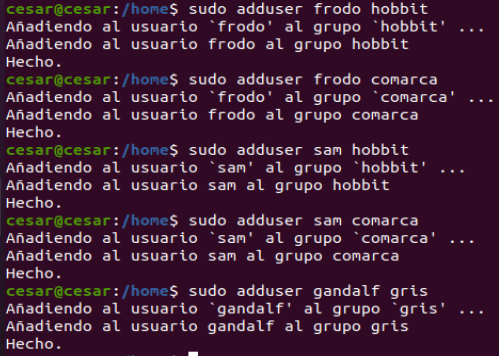 cesar@cesar:/home$ sudo adduser frodo hobbit
Añadiendo al usuario `frodo' al grupo `hobbit' ...
Añadiendo al usuario frodo al grupo hobbit
Hecho.
cesar@cesar:/home$ sudo adduser frodo comarca
Añadiendo al usuario `frodo' al grupo `comarca' ...
Añadiendo al usuario frodo al grupo comarca
Hecho.
cesar@cesar:/home$ sudo adduser sam hobbit
Añadiendo al usuario `sam' al grupo `hobbit' ...
Añadiendo al usuario sam al grupo hobbit
Hecho.
cesar@cesar:/home$ sudo adduser sam comarca
Añadiendo al usuario `sam' al grupo `comarca' ...
Añadiendo al usuario sam al grupo comarca
Hecho.
cesar@cesar:/home$ sudo adduser gandalf gris
Añadiendo al usuario `gandalf' al grupo `gris' ...
Añadiendo al usuario gandalf al grupo gris
Hecho.